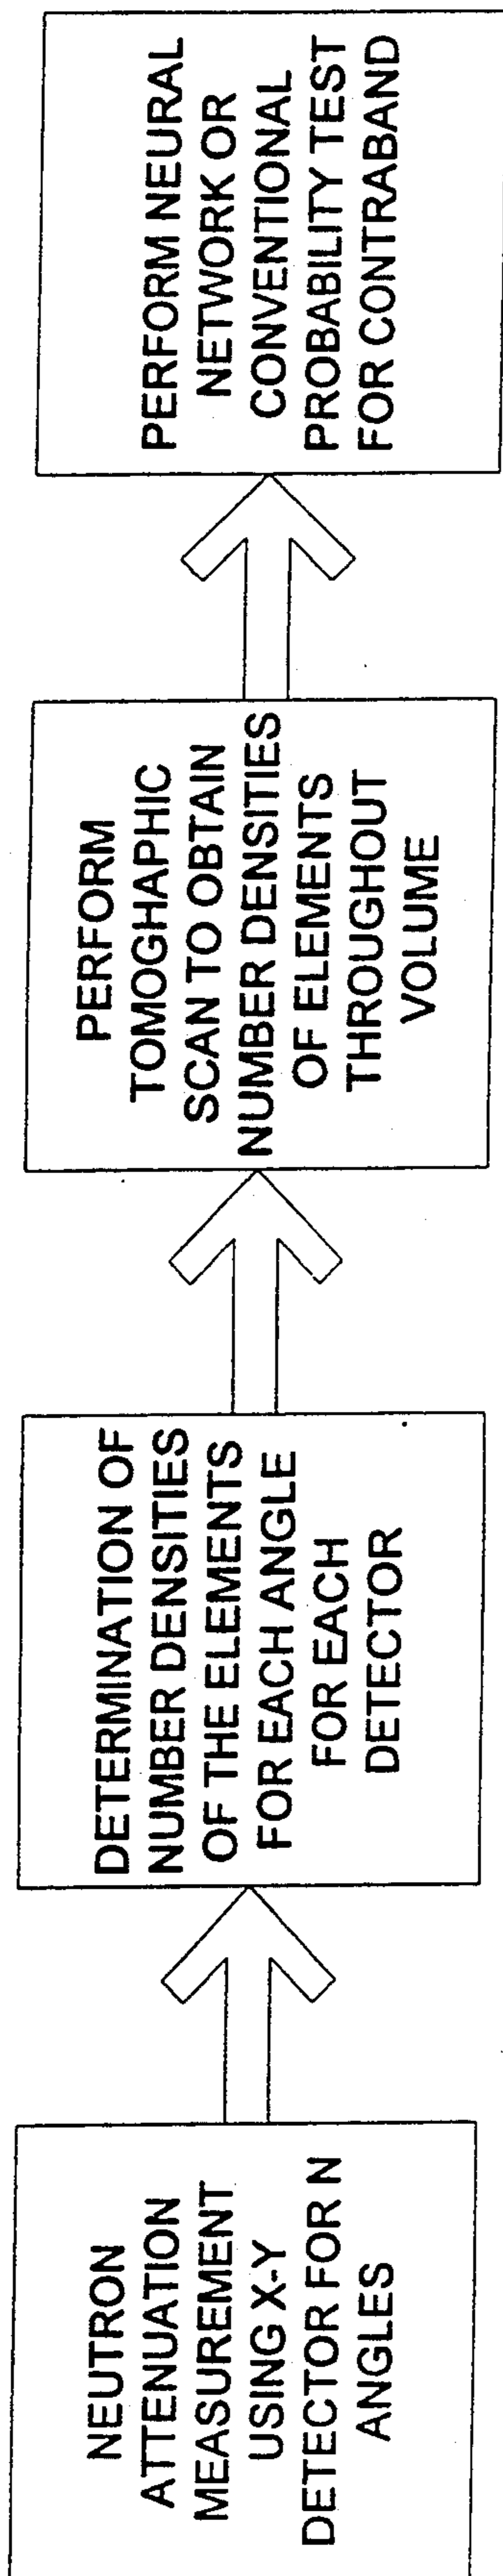 NEUTRON
ATTENUATION
MEASUREMENT
USING X-Y
DETECTOR FOR N
ANGLES
DETERMINATION OF
NUMBER DENSITIES
OF THE ELEMENTS
FOR EACH ANGLE
FOR EACH
DETECTOR
PERFORM
TOMOGHAPHIC
SCAN TO OBTAIN
NUMBER DENSITIES
OF ELEMENTS
THROUGHOUT
VOLUME
PERFORM NEURAL
NETWORK OR
CONVENTIONAL
PROBABILITY TEST
FOR CONTRABAND